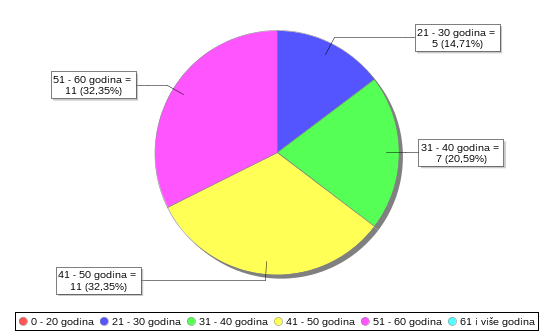 21 - 30 godina =
5 (14,71%)
51 - 60 godina =
11 (32,35%)
31 - 40 godina =
7 (20,59%)
41 - 50 godina =
11 (32,35%)
0 - 20 godina 21 - 30 godina 31 - 40 godina 41 - 50 godina 51 - 60 godina 61 i više godina